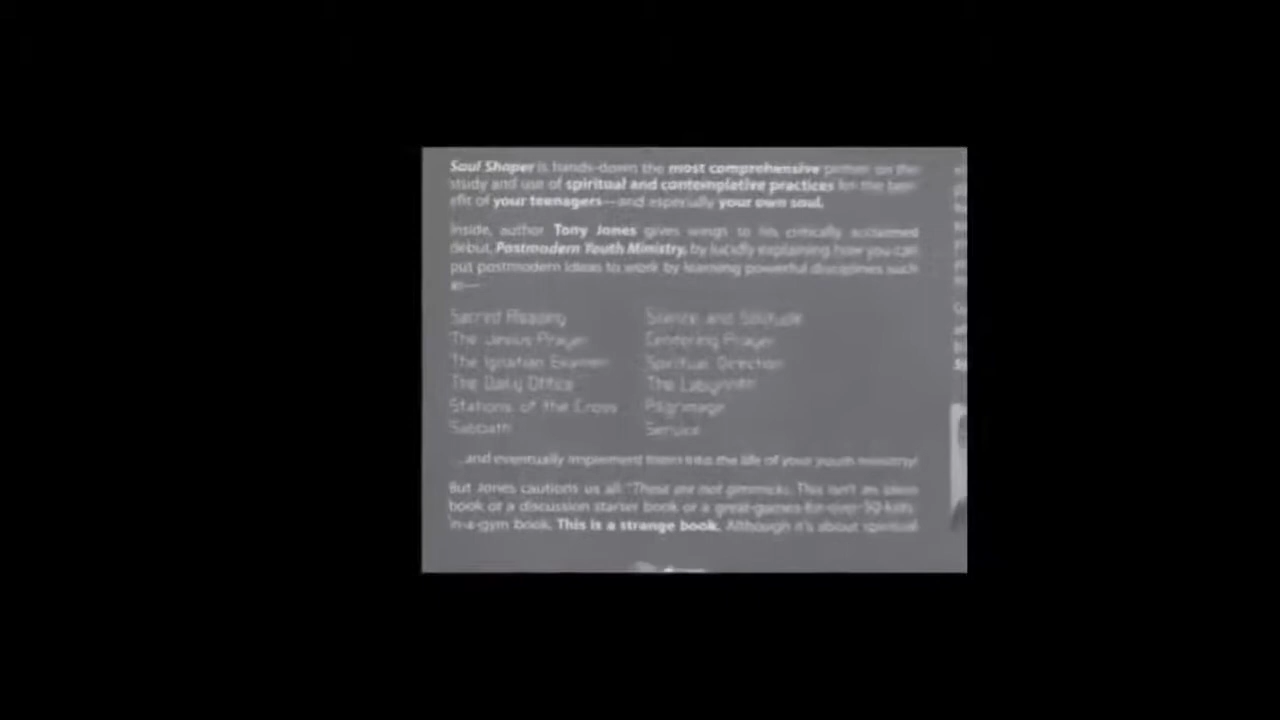 Soul Shaper is hands-down the most comprehensive primer on the
study and use of spiritual and contemplative practices for the ben-
efit of your teenagers—and especially your own soul.
Inside, author Tony Jones gives wings to his critically acclaimed
debut, Postmodern Youth Ministry, by lucidly explaining how you can
put postmodern ideas to work by learning powerful disciplines such
as—
Sacred Reading
Silence and Solitude
The Jesus Prayer
Centering Prayer
The Ignatian Examen
Spiritual Direction
The Daily Office
The Labyrinth
Stations of the Cross
Pilgrimage
Sabbath
Service
...and eventually implement them into the life of your youth ministry!
But Jones cautions us all: "These are not gimmicks. This isn't an ideas
book or a discussion starter book or a great-games-for-over-30-kids-
in-a-gym book. This is a strange book. Although it's about spiritual